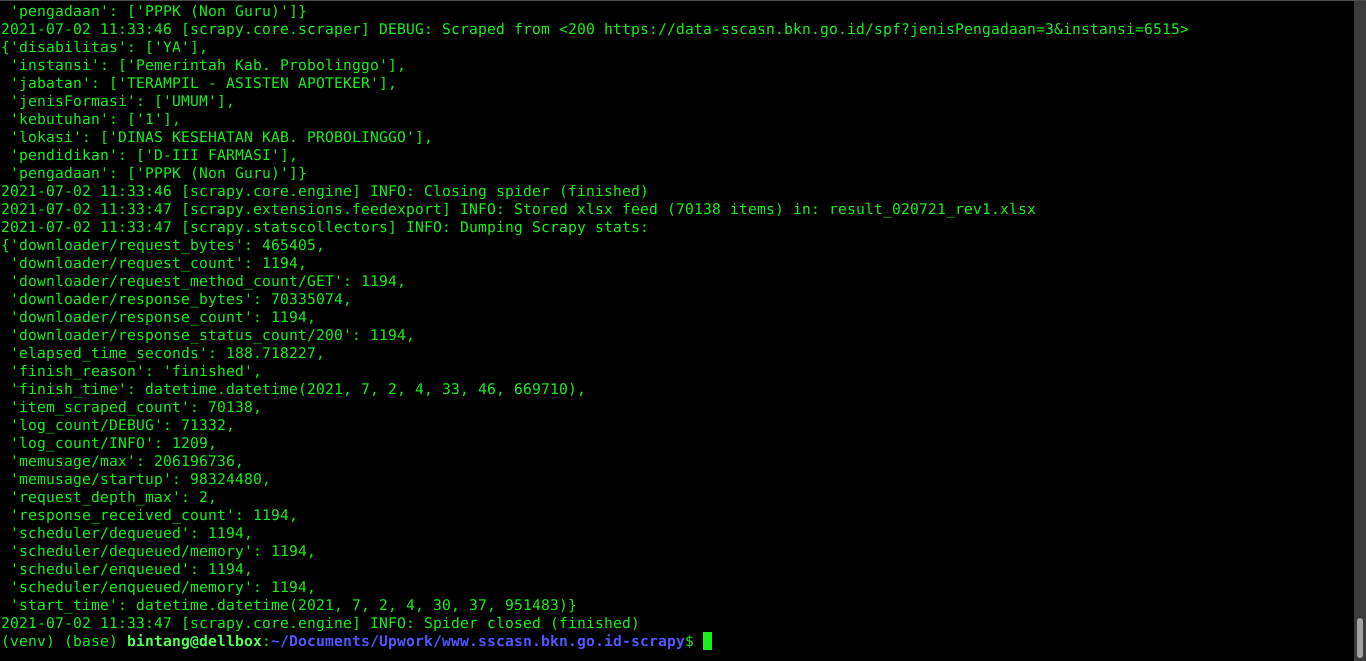 'pengadaan': ['PPPK (Non Guru)']}
2021-07-02 11:33:46 [scrapy.core.scraper] DEBUG: Scraped from <200 https://data-sscasn.bkn.go.id/spf?jenisPengadaan=3&instansi=6515>
{'disabilitas': ['YA'],
'instansi': ['Pemerintah Kab. Probolinggo'],
'jabatan': ['TERAMPIL - ASISTEN APOTEKER'],
'jenisFormasi': ['UMUM'],
'kebutuhan': ['1'],
'lokasi': ['DINAS KESEHATAN KAB. PROBOLINGGO'],
'pendidikan': ['D-III FARMASI'],
'pengadaan': ['PPPK (Non Guru)']}
2021-07-02 11:33:46 [scrapy.core.engine] INFO: Closing spider (finished)
2021-07-02 11:33:47 [scrapy.extensions.feedexport] INFO: Stored xlsx feed (70138 items) in: result_020721_rev1.xlsx
2021-07-02 11:33:47 [scrapy.statscollectors] INFO: Dumping Scrapy stats:
{'downloader/request_bytes': 465405,
'downloader/request_count': 1194,
'downloader/request_method_count/GET': 1194,
'downloader/response_bytes': 70335074,
'downloader/response_count': 1194,
'downloader/response_status_count/200': 1194,
'elapsed_time_seconds': 188.718227,
'finish_reason': 'finished',
'finish_time': datetime.datetime(2021, 7, 2, 4, 33, 46, 669710),
'item_scraped_count': 70138,
'log_count/DEBUG': 71332,
'log_count/INFO': 1209,
'memusage/max': 206196736,
'memusage/startup': 98324480,
'request_depth_max': 2,
'response_received_count': 1194,
'scheduler/dequeued': 1194,
'scheduler/dequeued/memory': 1194,
'scheduler/enqueued': 1194,
'scheduler/enqueued/memory': 1194,
'start_time': datetime.datetime(2021, 7, 2, 4, 30, 37, 951483)}
2021-07-02 11:33:47 [scrapy.core.engine] INFO: Spider closed (finished)
(venv) (base) bintang@dellbox:~/Documents/Upwork/www.sscasn.bkn.go.id-scrapy$